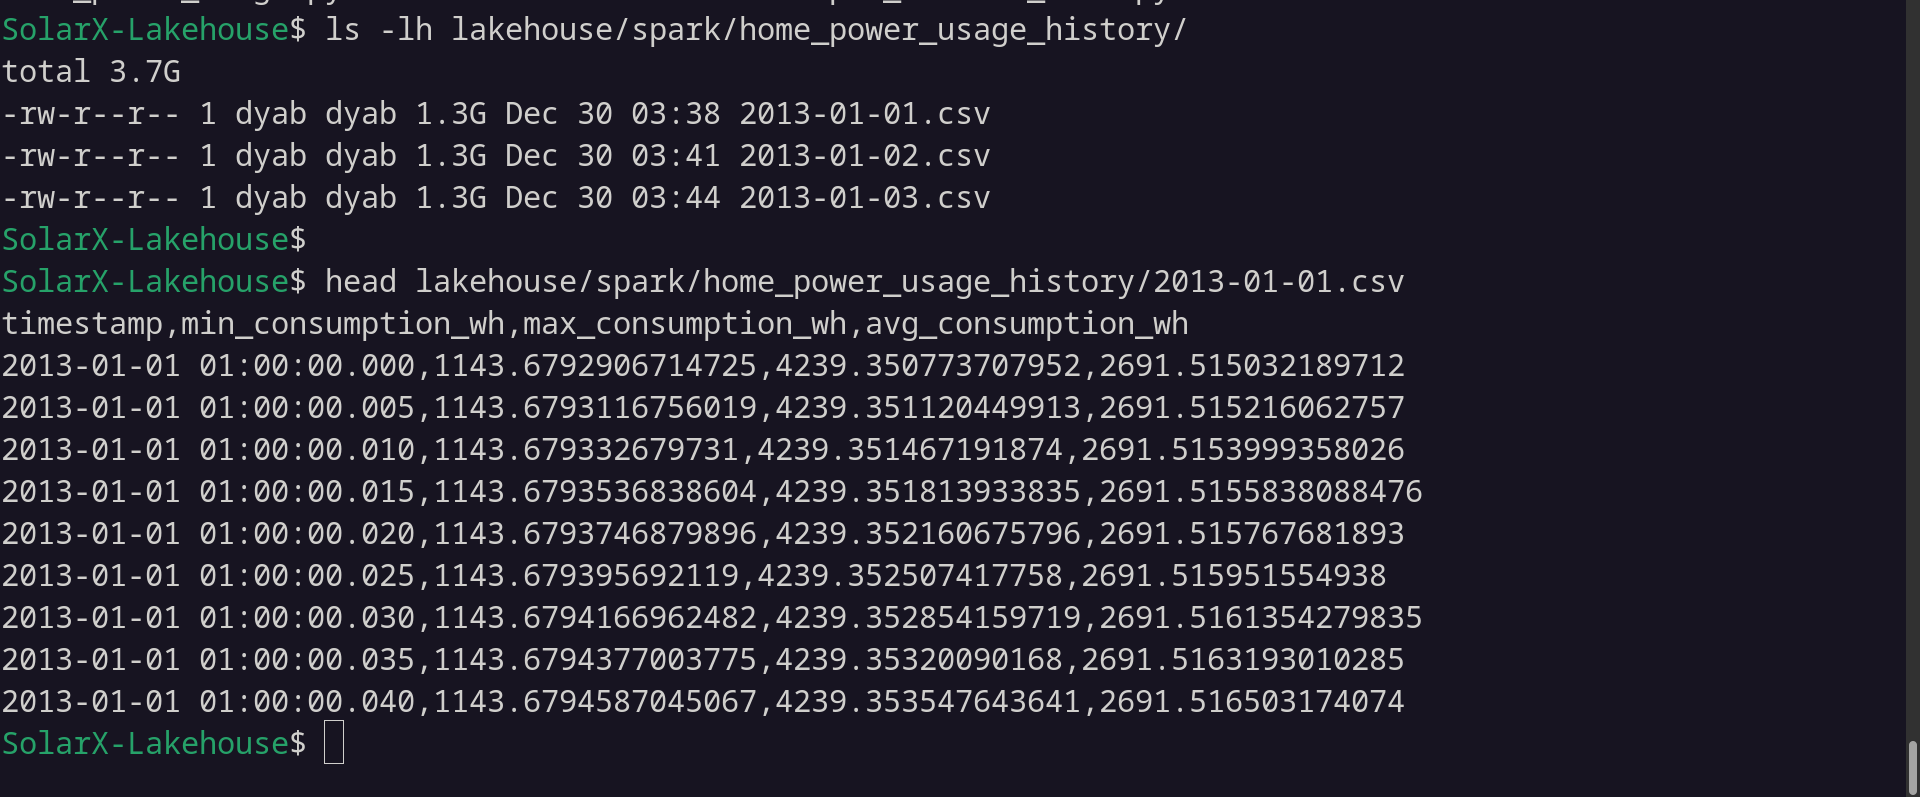 SolarX-Lakehouse$ ls -lh lakehouse/spark/home_power_usage_history/
total 3.7G
-rw-r--r-- 1 dyab dyab 1.3G Dec 30 03:38 2013-01-01.csv
-rw-r--r-- 1 dyab dyab 1.3G Dec 30 03:41 2013-01-02.csv
-rw-r--r-- 1 dyab dyab 1.3G Dec 30 03:44 2013-01-03.csv
SolarX-Lakehouse$
SolarX-Lakehouse$ head lakehouse/spark/home_power_usage_history/2013-01-01.csv
timestamp,min_consumption_wh,max_consumption_wh,avg_consumption_wh
2013-01-01 01:00:00.000,1143.6792906714725,4239.350773707952,2691.515032189712
2013-01-01 01:00:00.005,1143.6793116756019,4239.351120449913,2691.515216062757
2013-01-01 01:00:00.010,1143.679332679731,4239.351467191874,2691.5153999358026
2013-01-01 01:00:00.015,1143.6793536838604,4239.351813933835,2691.5155838088476
2013-01-01 01:00:00.020,1143.6793746879896,4239.352160675796,2691.515767681893
2013-01-01 01:00:00.025,1143.679395692119,4239.352507417758,2691.515951554938
2013-01-01 01:00:00.030,1143.6794166962482,4239.352854159719,2691.5161354279835
2013-01-01 01:00:00.035,1143.6794377003775,4239.35320090168,2691.5163193010285
2013-01-01 01:00:00.040,1143.6794587045067,4239.353547643641,2691.516503174074
SolarX-Lakehouse$